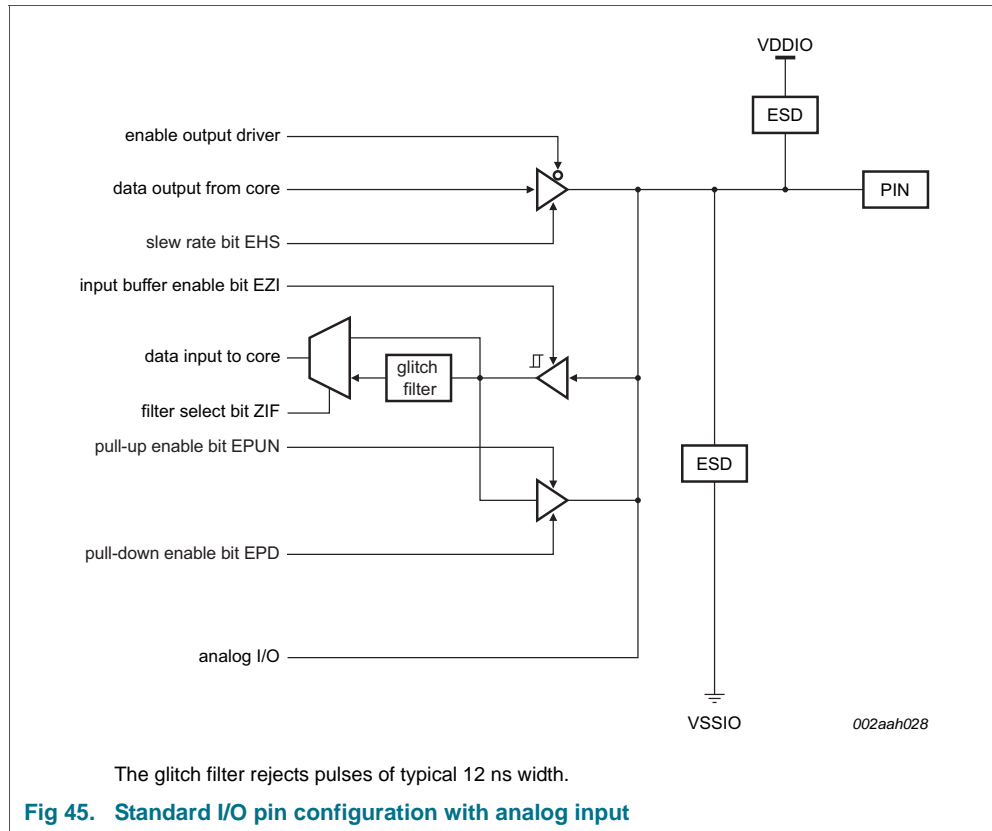 VDDIO
ESD
enable output driver
data output from core
PIN
slew rate bit EHS
input buffer enable bit EZI
data input to core
glitch
filter
filter select bit ZIF
pull-up enable bit EPUN
ESD
pull-down enable bit EPD
analog I/O
VSSIO
002aah028
The glitch filter rejects pulses of typical 12 ns width.
Fig 45. Standard I/O pin configuration with analog input